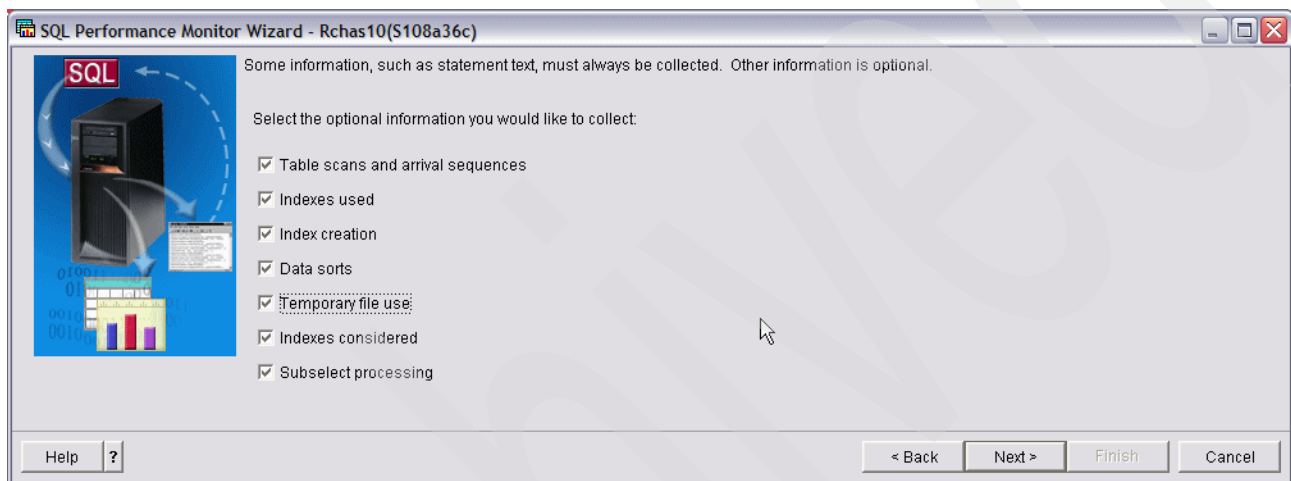 SQL Performance Monitor Wizard - Rchas10(S108a36c)
SQL
Some information, such as statement text, must always be collected. Other information is optional.
Select the optional information you would like to collect:
Table scans and arrival sequences
Indexes used
Index creation
Data sorts
Temporary file use
Indexes considered
Subselect processing
Help ?
< Back
Next >
Finish
Cancel